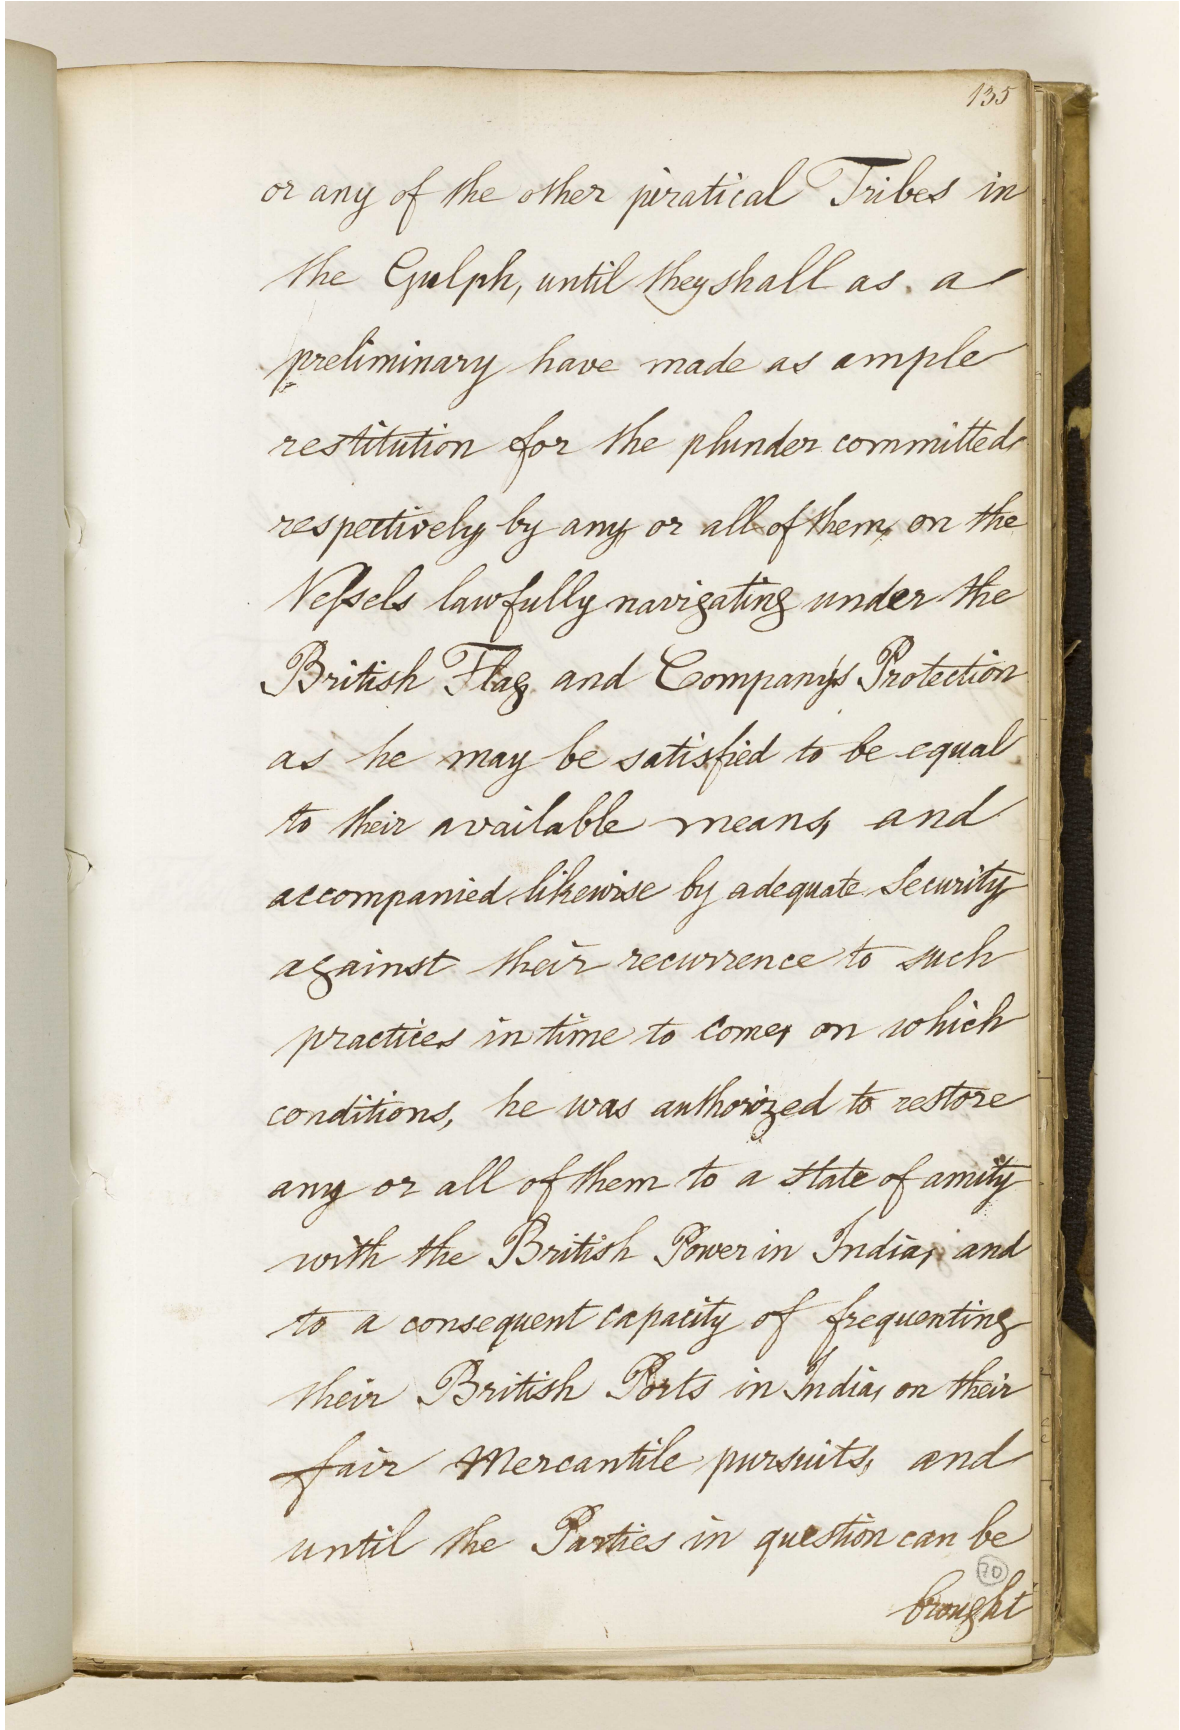 135
or any of the other piratical Tribes in
the Gulph, until they shall as a
preliminary have made as ample
restitution for the plunder committed
respectively by any or all of them, on the
Veſsels lawfully navigating under the
British Flag and Company's Protection
as he may be satisfied to be equal
to their available means, and
accompanied likewise by adequate Security
against their recurrence to such
practices in time to come, on which
conditions, he was authorized to restore
any or all of them to a state of amity
with the British Power in India, and
to a consequent capacity of frequenting
their British Ports in India, on their
fair Mercantile pursuits, and
until the Parties in question can be
70
brought